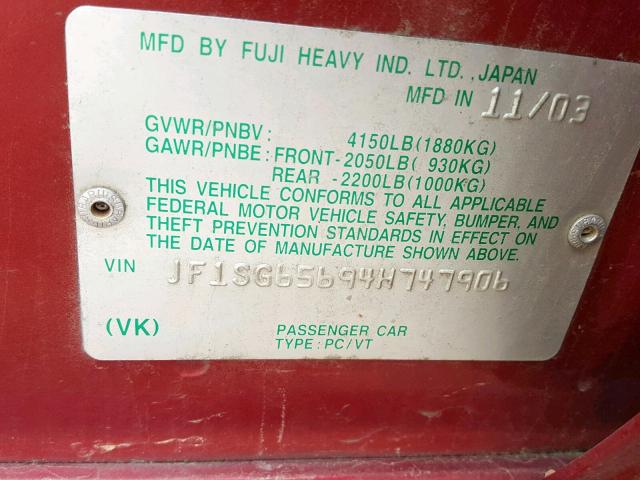 MFD BY FUJI HEAVY IND. LTD., JAPAN
MFD IN 11/03
GVWR/PNBV: 4150LB(1880KG)
GAWR/PNBE: FRONT-2050LB( 930KG)
REAR -2200LB(1000KG)
THIS VEHICLE CONFORMS TO ALL APPLICABLE
FEDERAL MOTOR VEHICLE SAFETY, BUMPER, AND
THEFT PREVENTION STANDARDS IN EFFECT ON
THE DATE OF MANUFACTURE SHOWN ABOVE.
VIN JF1SG65694H747906
(VK) PASSENGER CAR
TYPE: PC/VT